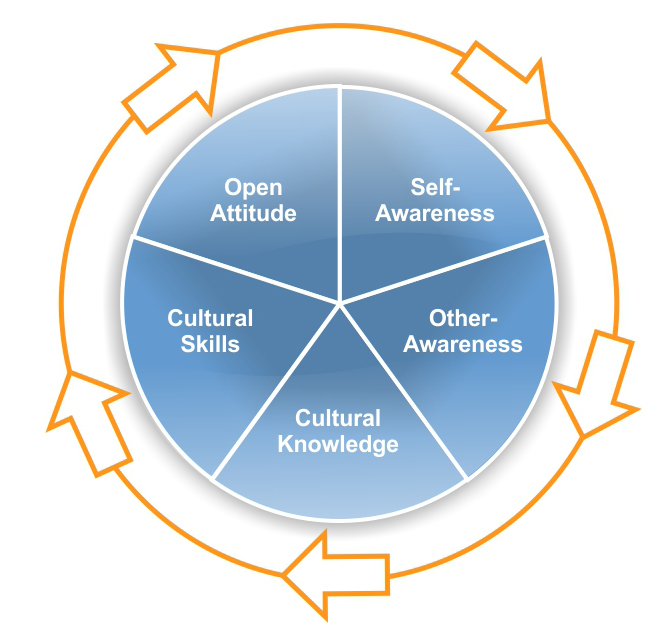 Open
Attitude
Self-
Awareness
Cultural
Skills
Other-
Awareness
Cultural
Knowledge